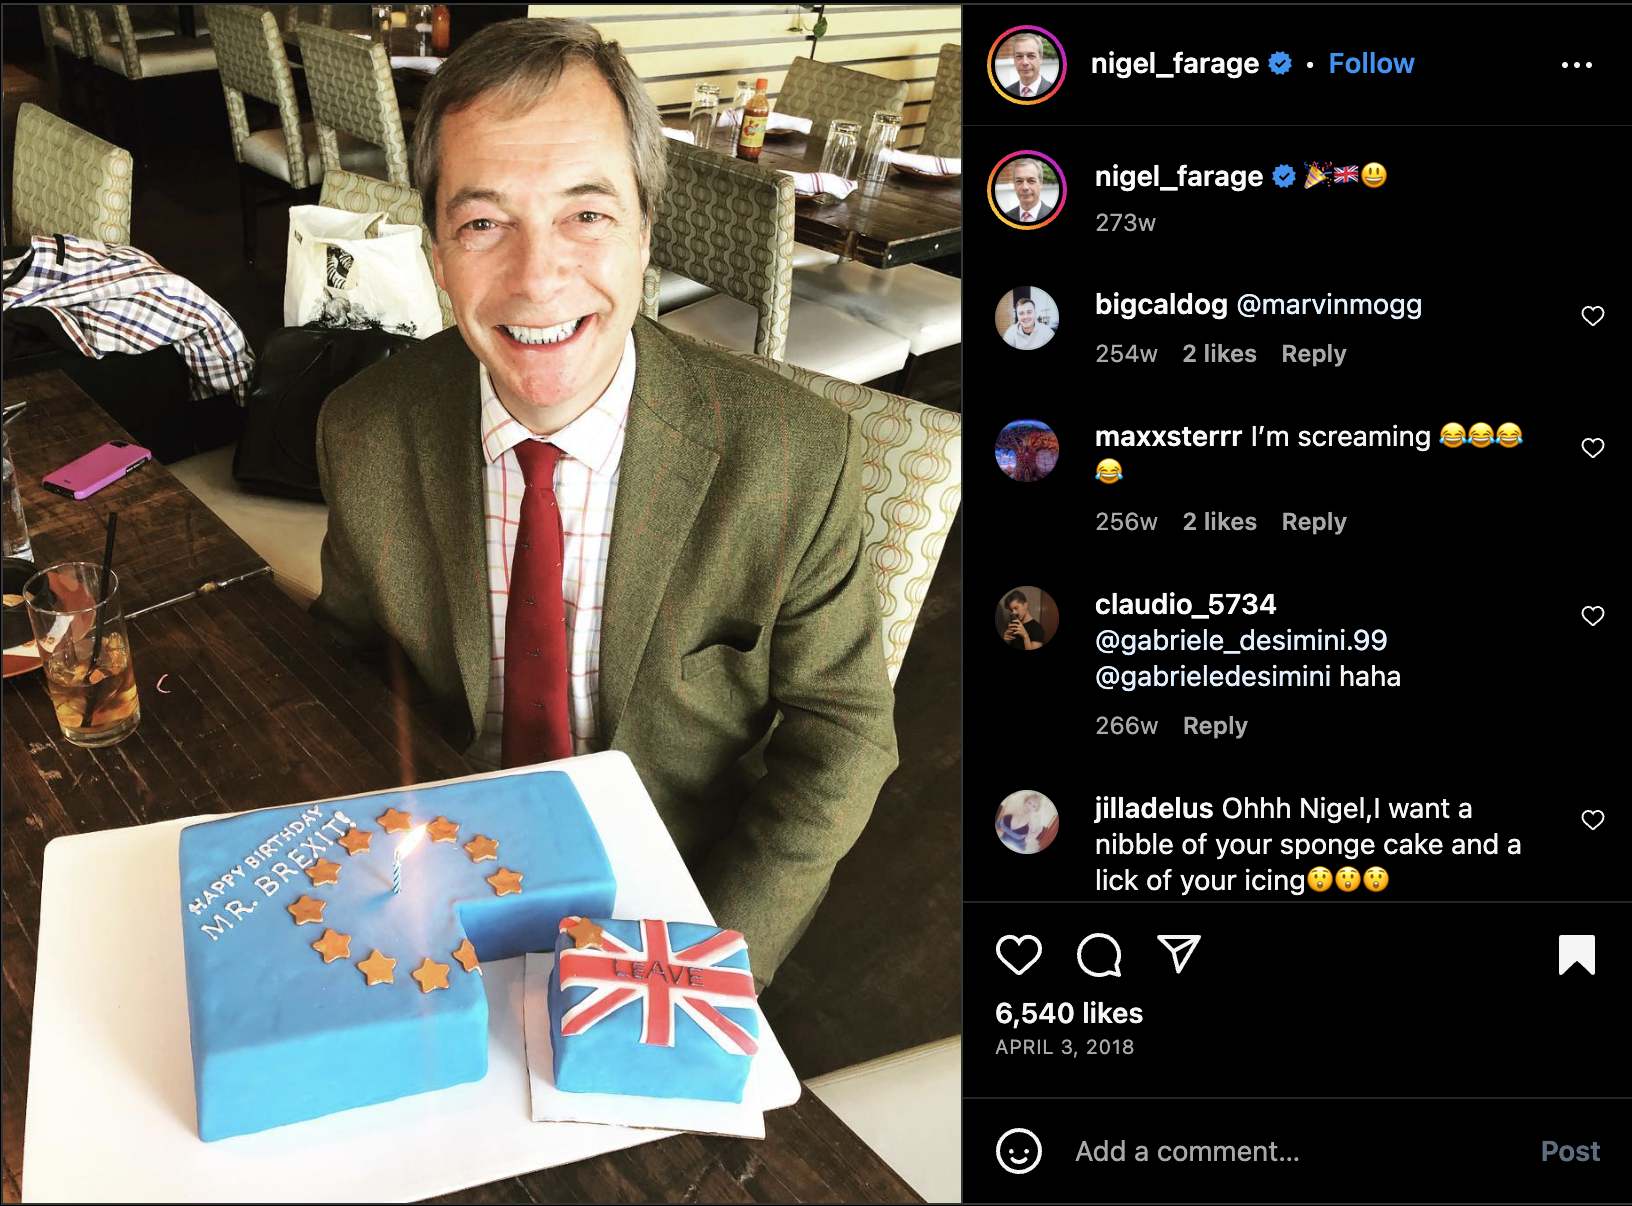 HAPPY BIRTHDAY
MR. BREXIT!
LEAVE
nigel_farage • Follow
nigel_farage 🎉🇬🇧😃
273w
bigcaldog @marvinmogg
254w 2 likes Reply
maxxsterrr I’m screaming 😂😂😂
😂
256w 2 likes Reply
claudio_5734
@gabriele_desimini.99
@gabrieledesimini haha
266w Reply
jilladelus Ohhh Nigel,I want a
nibble of your sponge cake and a
lick of your icing😲😲😲
6,540 likes
APRIL 3, 2018
Add a comment...
Post